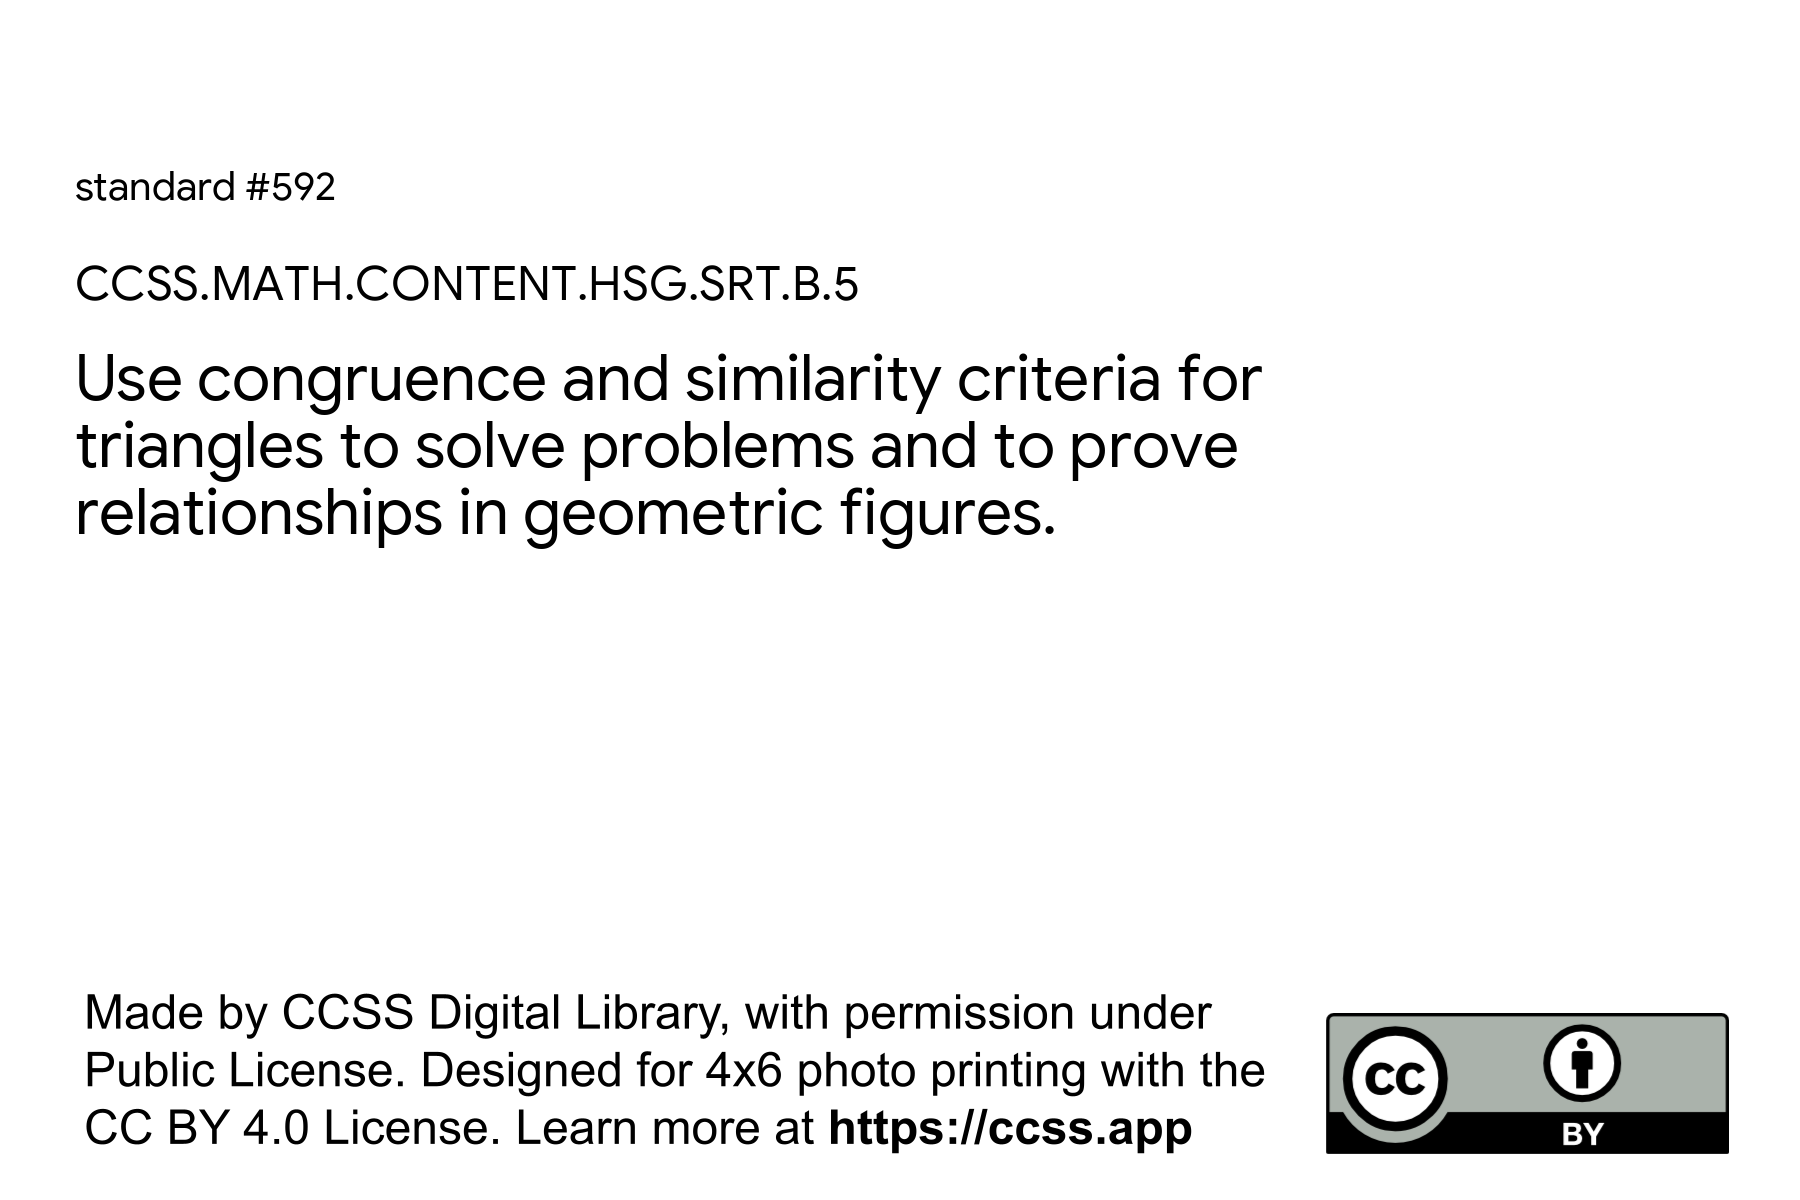 standard #592
CCSS.MATH.CONTENT.HSG.SRT.B.5
Use congruence and similarity criteria for
triangles to solve problems and to prove
relationships in geometric figures.
Made by CCSS Digital Library, with permission under
Public License. Designed for 4x6 photo printing with the
CC BY 4.0 License. Learn more at https://ccss.app
cc
BY